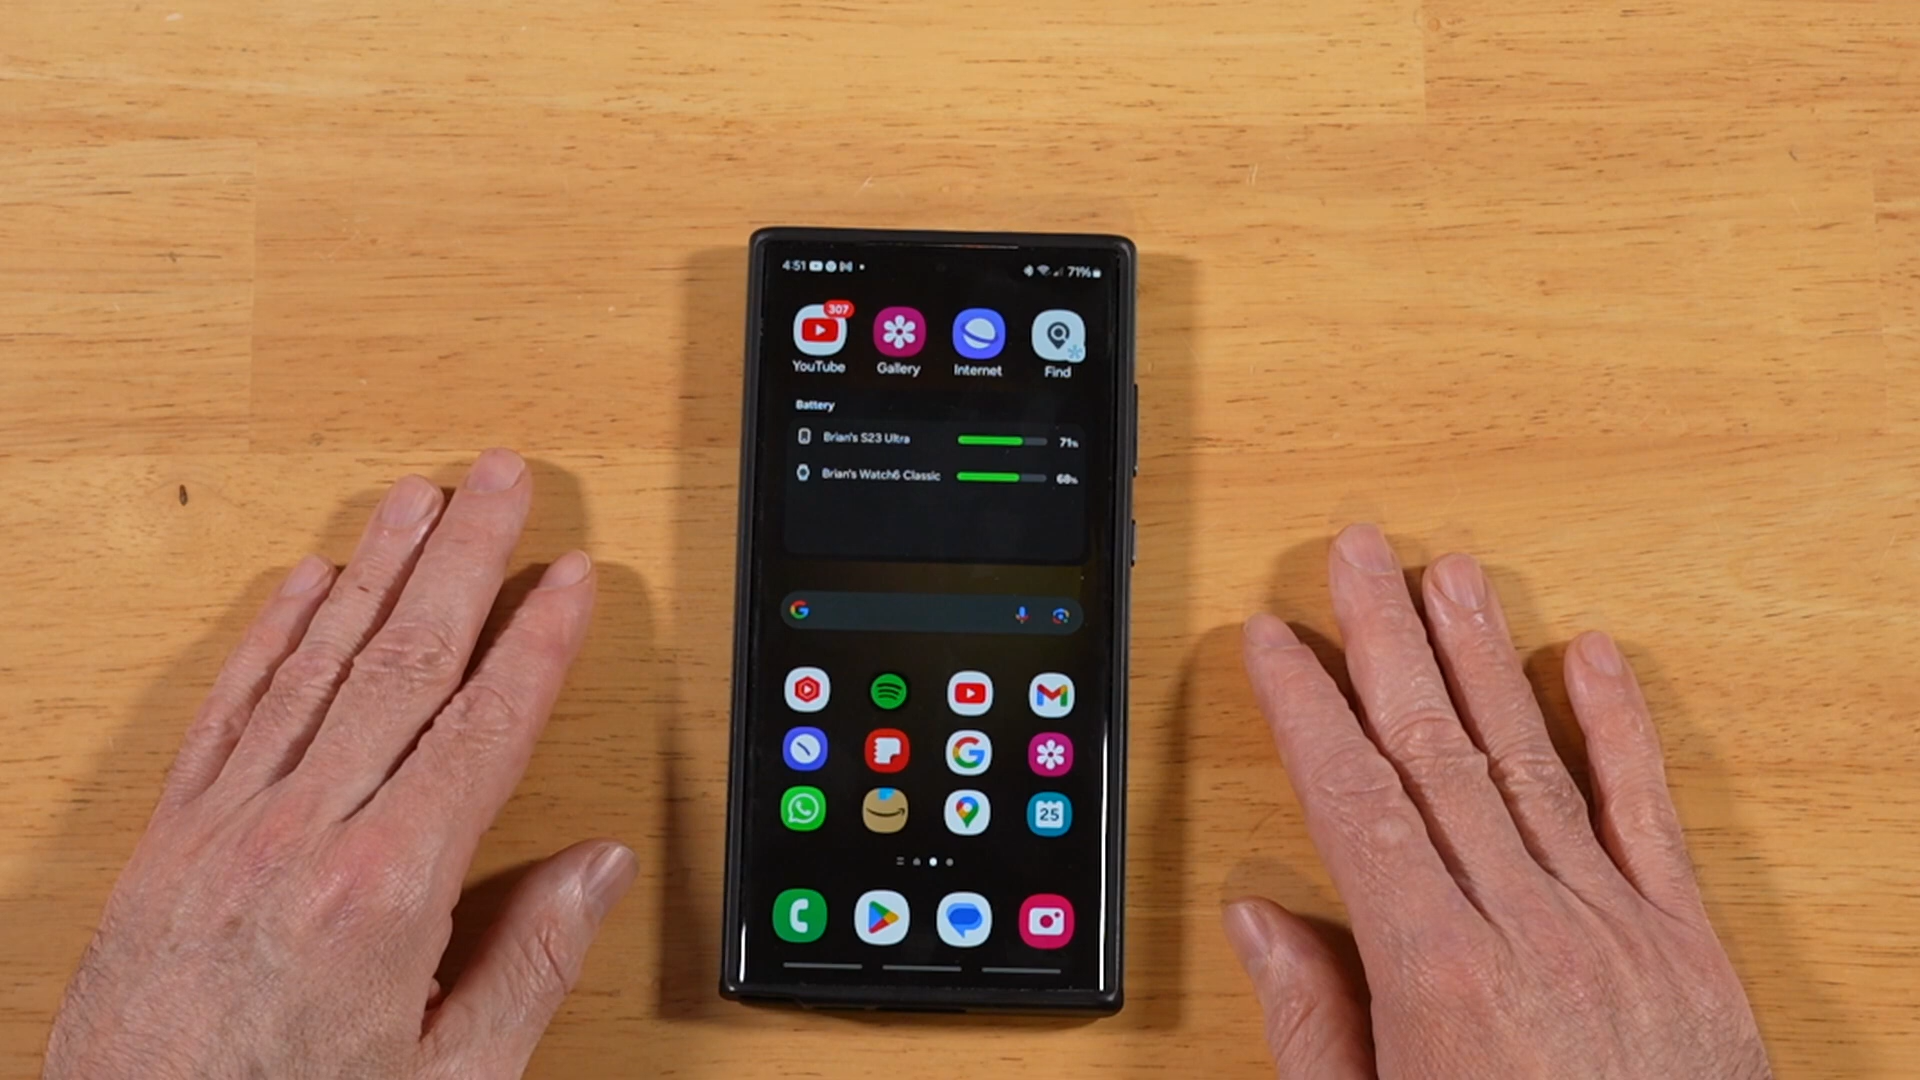 4:51
71%
307
YouTube Gallery Internet Find
Battery
Brian's S23 Ultra 71%
Brian's Watch6 Classic 68%
25